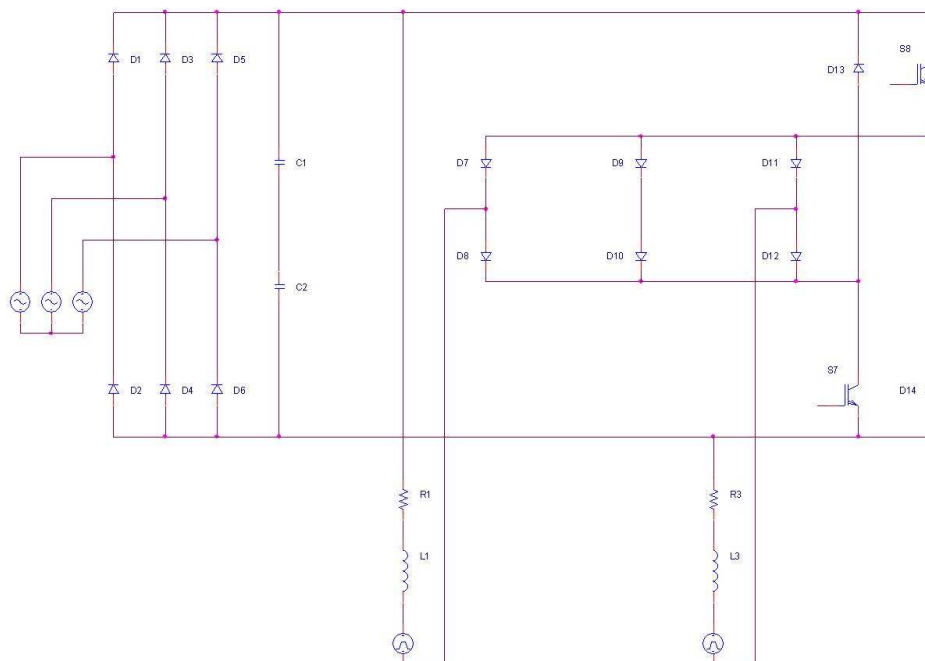 S8
D1 D3 D5 D13
C1 D7 D9 D11
D8 D10 D12
C2
S7
D2 D4 D6 D14
R1 R3
L1 L3